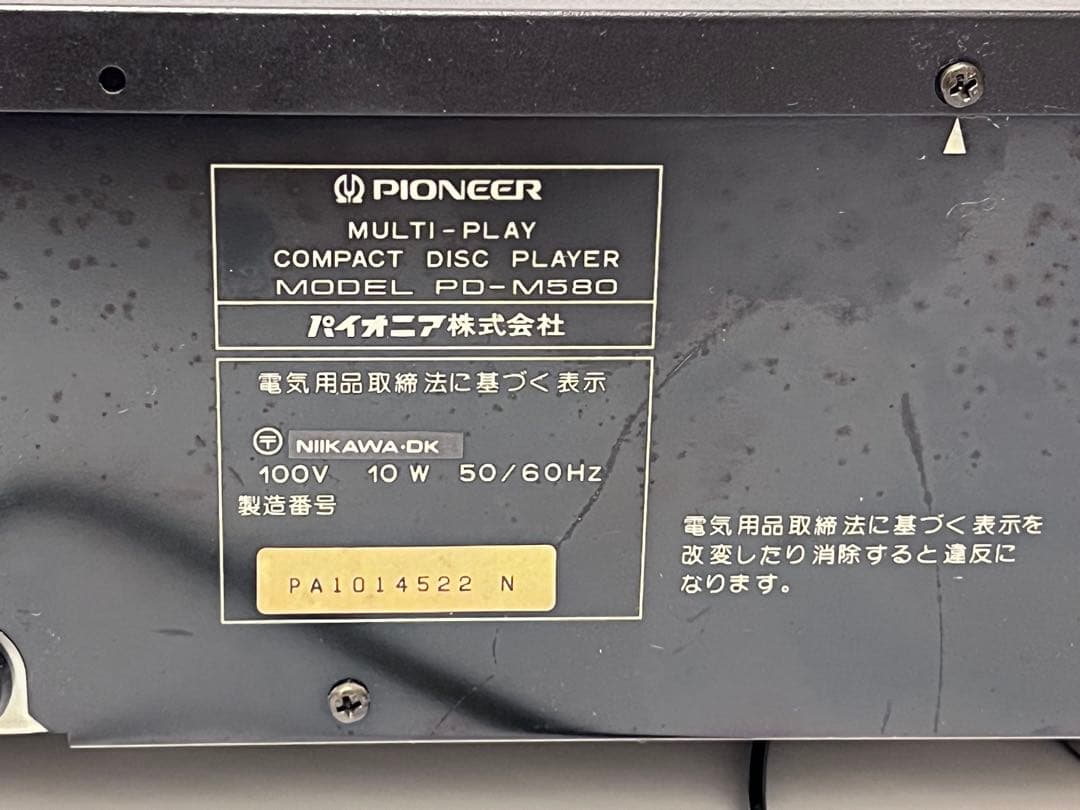 PIONEER
MULTI-PLAY
COMPACT DISC PLAYER
MODEL PD-M580
パイオニア株式会社
電気用品取締法に基づく表示
〒 NIIKAWA・DK
100V 10W 50/60Hz
製造番号
PA1014522 N
電気用品取締法に基づく表示を
改変したり消除すると違反に
なります。